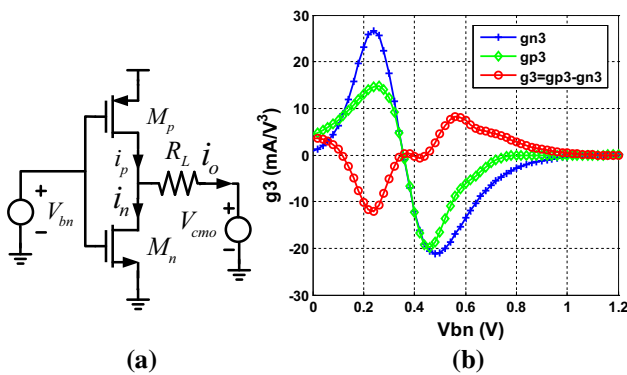 M_p
i_p
R_L
i_o
i_n
+
V_bn
-
+
V_cmo
-
M_n
(a)
30
20
10
0
-10
-20
-30
g3 (mA/V³)
gn3
gp3
g3=gp3-gn3
0 0.2 0.4 0.6 0.8 1 1.2
Vbn (V)
(b)